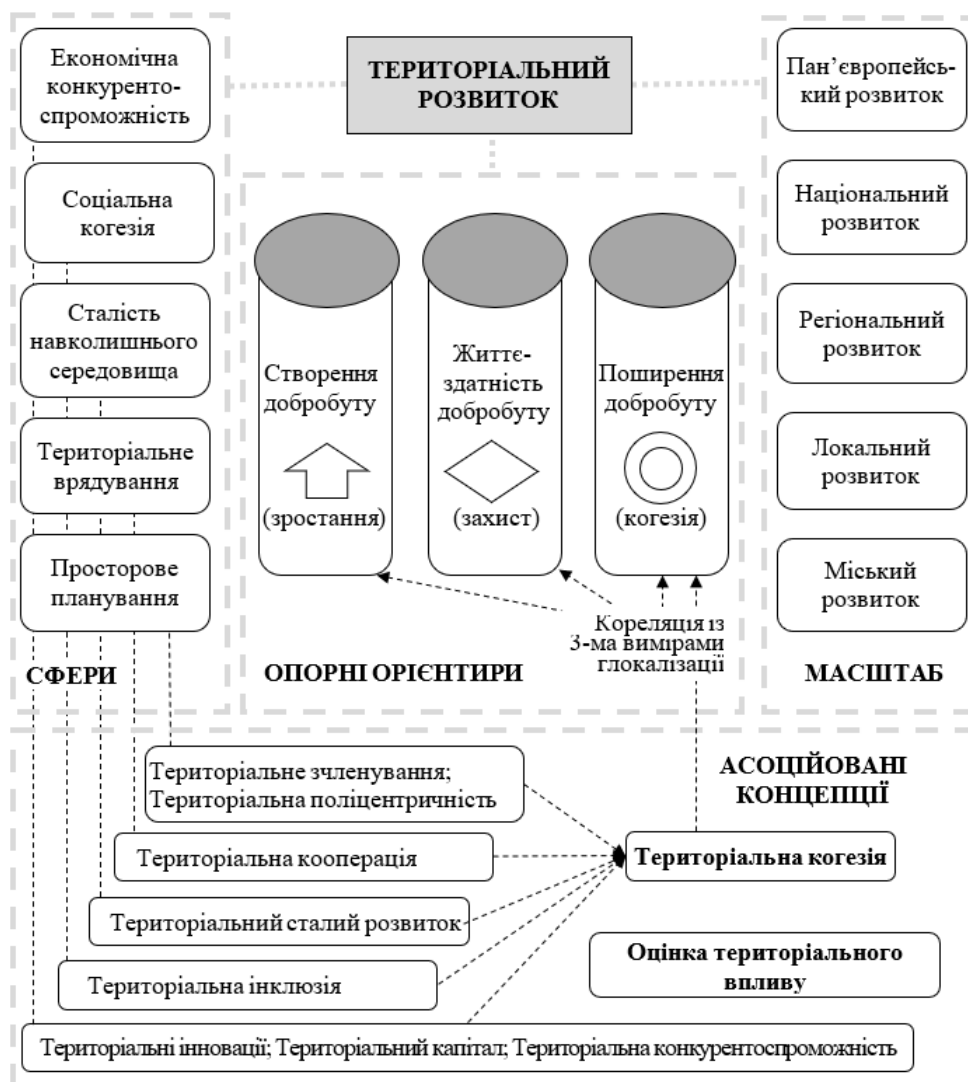 ТЕРИТОРІАЛЬНИЙ
РОЗВИТОК
Економічна
конкуренто-
спроможність
Соціальна
когезія
Сталість
навколишнього
середовища
Територіальне
врядування
Просторове
планування
СФЕРИ
Створення
добробуту
(зростання)
Життє-
здатність
добробуту
(захист)
Поширення
добробуту
(когезія)
Кореляція із
3-ма вимірами
глокалізації
ОПОРНІ ОРІЄНТИРИ
Пан’європейсь-
кий розвиток
Національний
розвиток
Регіональний
розвиток
Локальний
розвиток
Міський
розвиток
МАСШТАБ
АСОЦІЙОВАНІ
КОНЦЕПЦІЇ
Територіальне зчленування;
Територіальна поліцентричність
Територіальна кооперація
Територіальний сталий розвиток
Територіальна інклюзія
Територіальні інновації; Територіальний капітал; Територіальна конкурентоспроможність
Територіальна когезія
Оцінка територіального
впливу